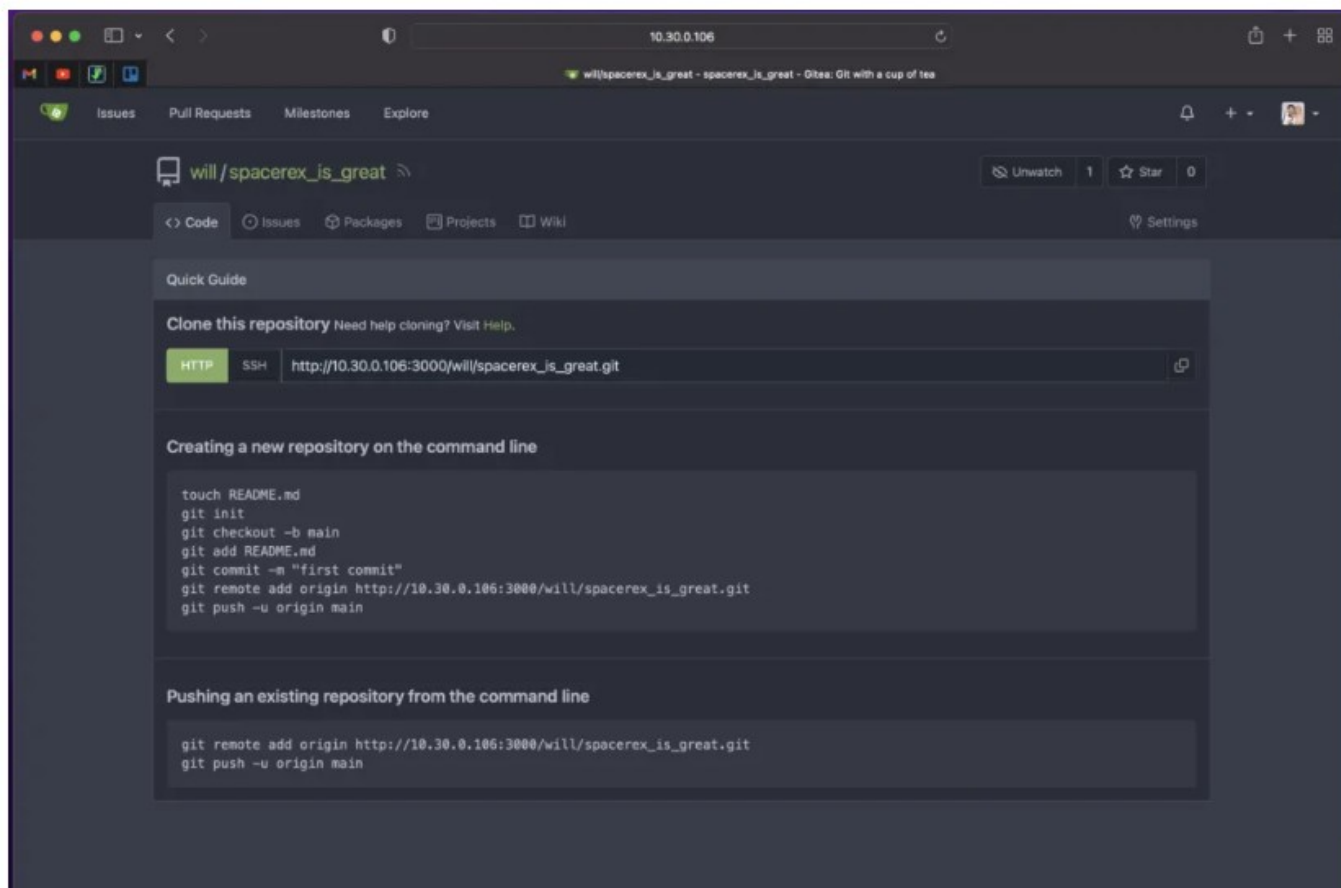 10.30.0.106
will/spacerex_is_great - spacerex_is_great - Gitea: Git with a cup of tea
Issues Pull Requests Milestones Explore
will/spacerex_is_great
Unwatch 1 Star 0
<> Code Issues Packages Projects Wiki Settings
Quick Guide
Clone this repository Need help cloning? Visit Help.
HTTP SSH http://10.30.0.106:3000/will/spacerex_is_great.git
Creating a new repository on the command line
touch README.md
git init
git checkout -b main
git add README.md
git commit -m "first commit"
git remote add origin http://10.30.0.106:3000/will/spacerex_is_great.git
git push -u origin main
Pushing an existing repository from the command line
git remote add origin http://10.30.0.106:3000/will/spacerex_is_great.git
git push -u origin main